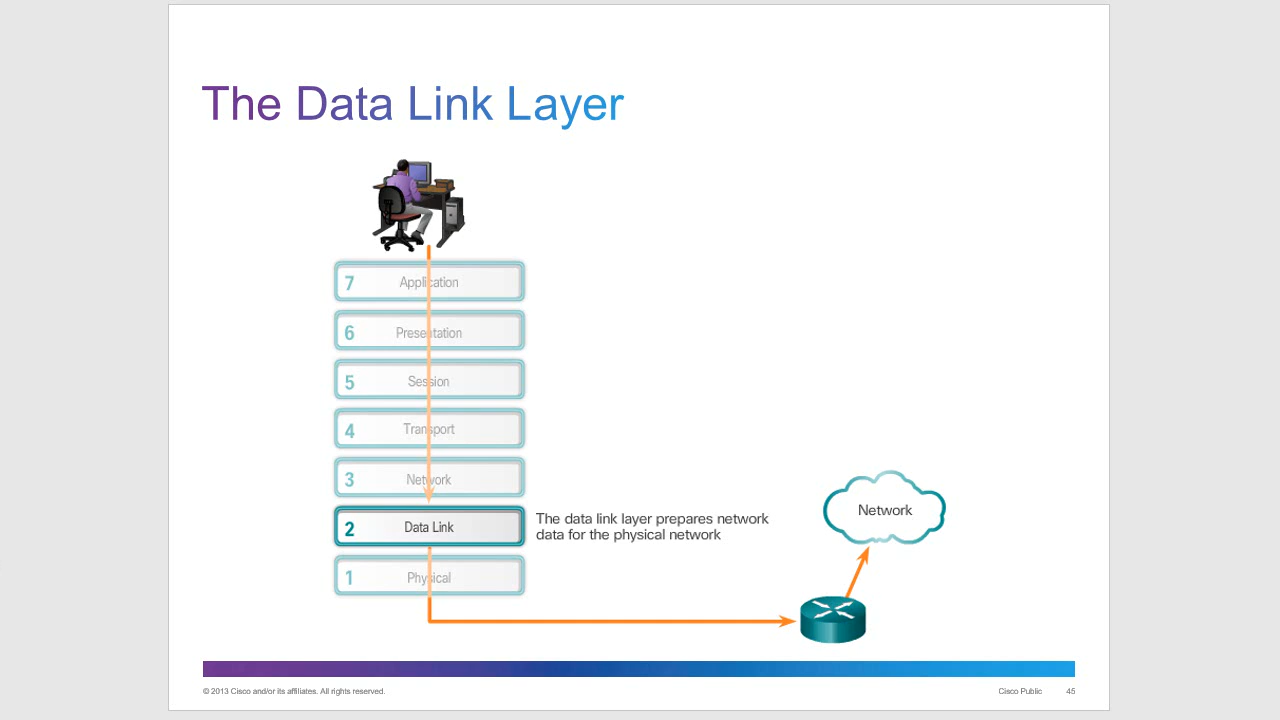 The Data Link Layer
7 Application
6 Presentation
5 Session
4 Transport
3 Network
2 Data Link
The data link layer prepares network
data for the physical network
Network
1 Physical
© 2013 Cisco and/or its affiliates. All rights reserved.
Cisco Public 45